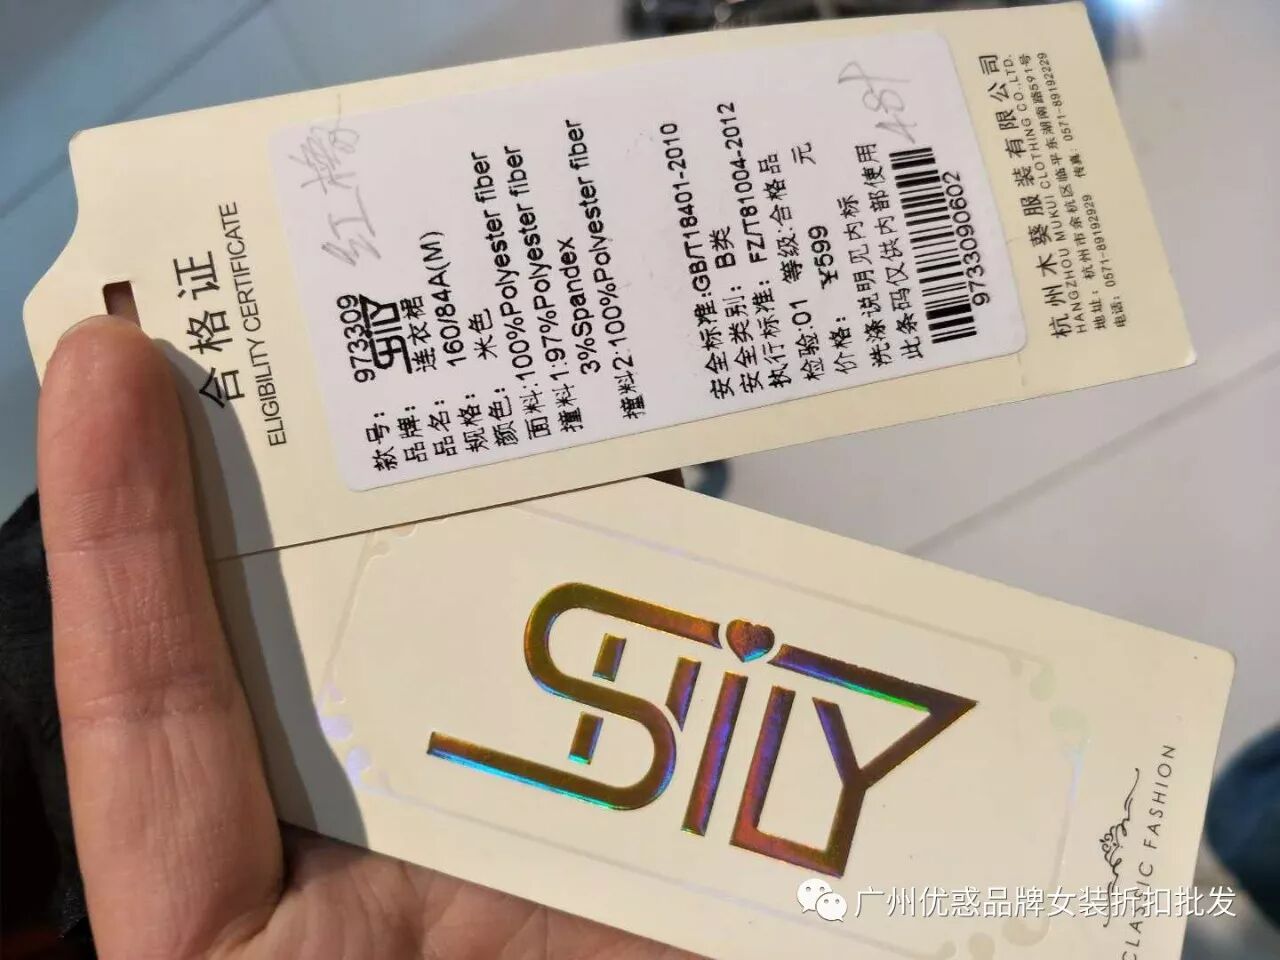 合格证
ELIGIBILITY CERTIFICATE
款号: 973309
品牌: SILY
品名: 连衣裙
规格: 160/84A(M)
颜色: 米色
面料:100%Polyester fiber
撞料1:97%Polyester fiber
3%Spandex
撞料2:100%Polyester fiber
安全标准:GB/T18401-2010
安全类别: B类
执行标准: FZ/T81004-2012
检验:01 等级:合格品
价格: ¥599 元
洗涤说明见内标
此条码仅供内部使用
9733090602
杭州木葵服装有限公司
HANGZHOU MUKUI CLOTHING CO.,LTD.
地址: 杭州市余杭区临平东湖南路591号
电话: 0571-89192929 传真: 0571-89192229
SILY
CLASSIC FASHION
广州优惑品牌女装折扣批发